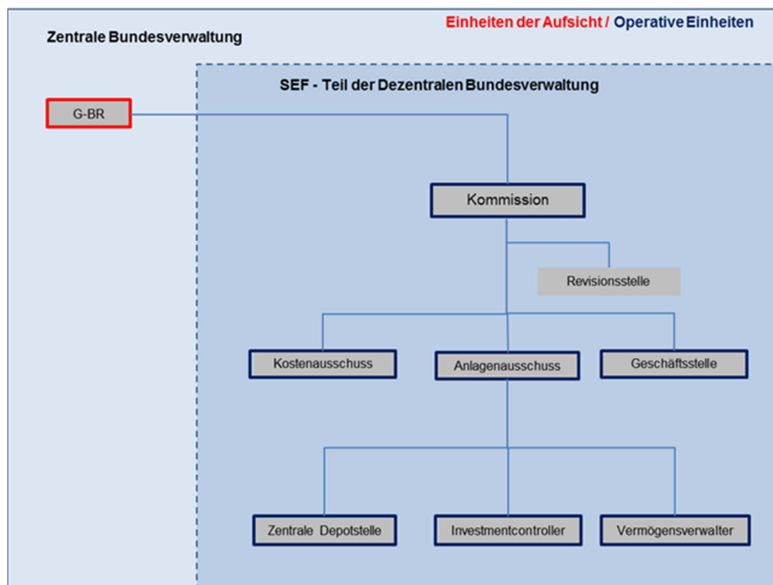 Einheiten der Aufsicht / Operative Einheiten
Zentrale Bundesverwaltung
SEF - Teil der Dezentralen Bundesverwaltung
G-BR
Kommission
Revisionsstelle
Kostenausschuss
Anlagenausschuss
Geschäftsstelle
Zentrale Depotstelle
Investmentcontroller
Vermögensverwalter